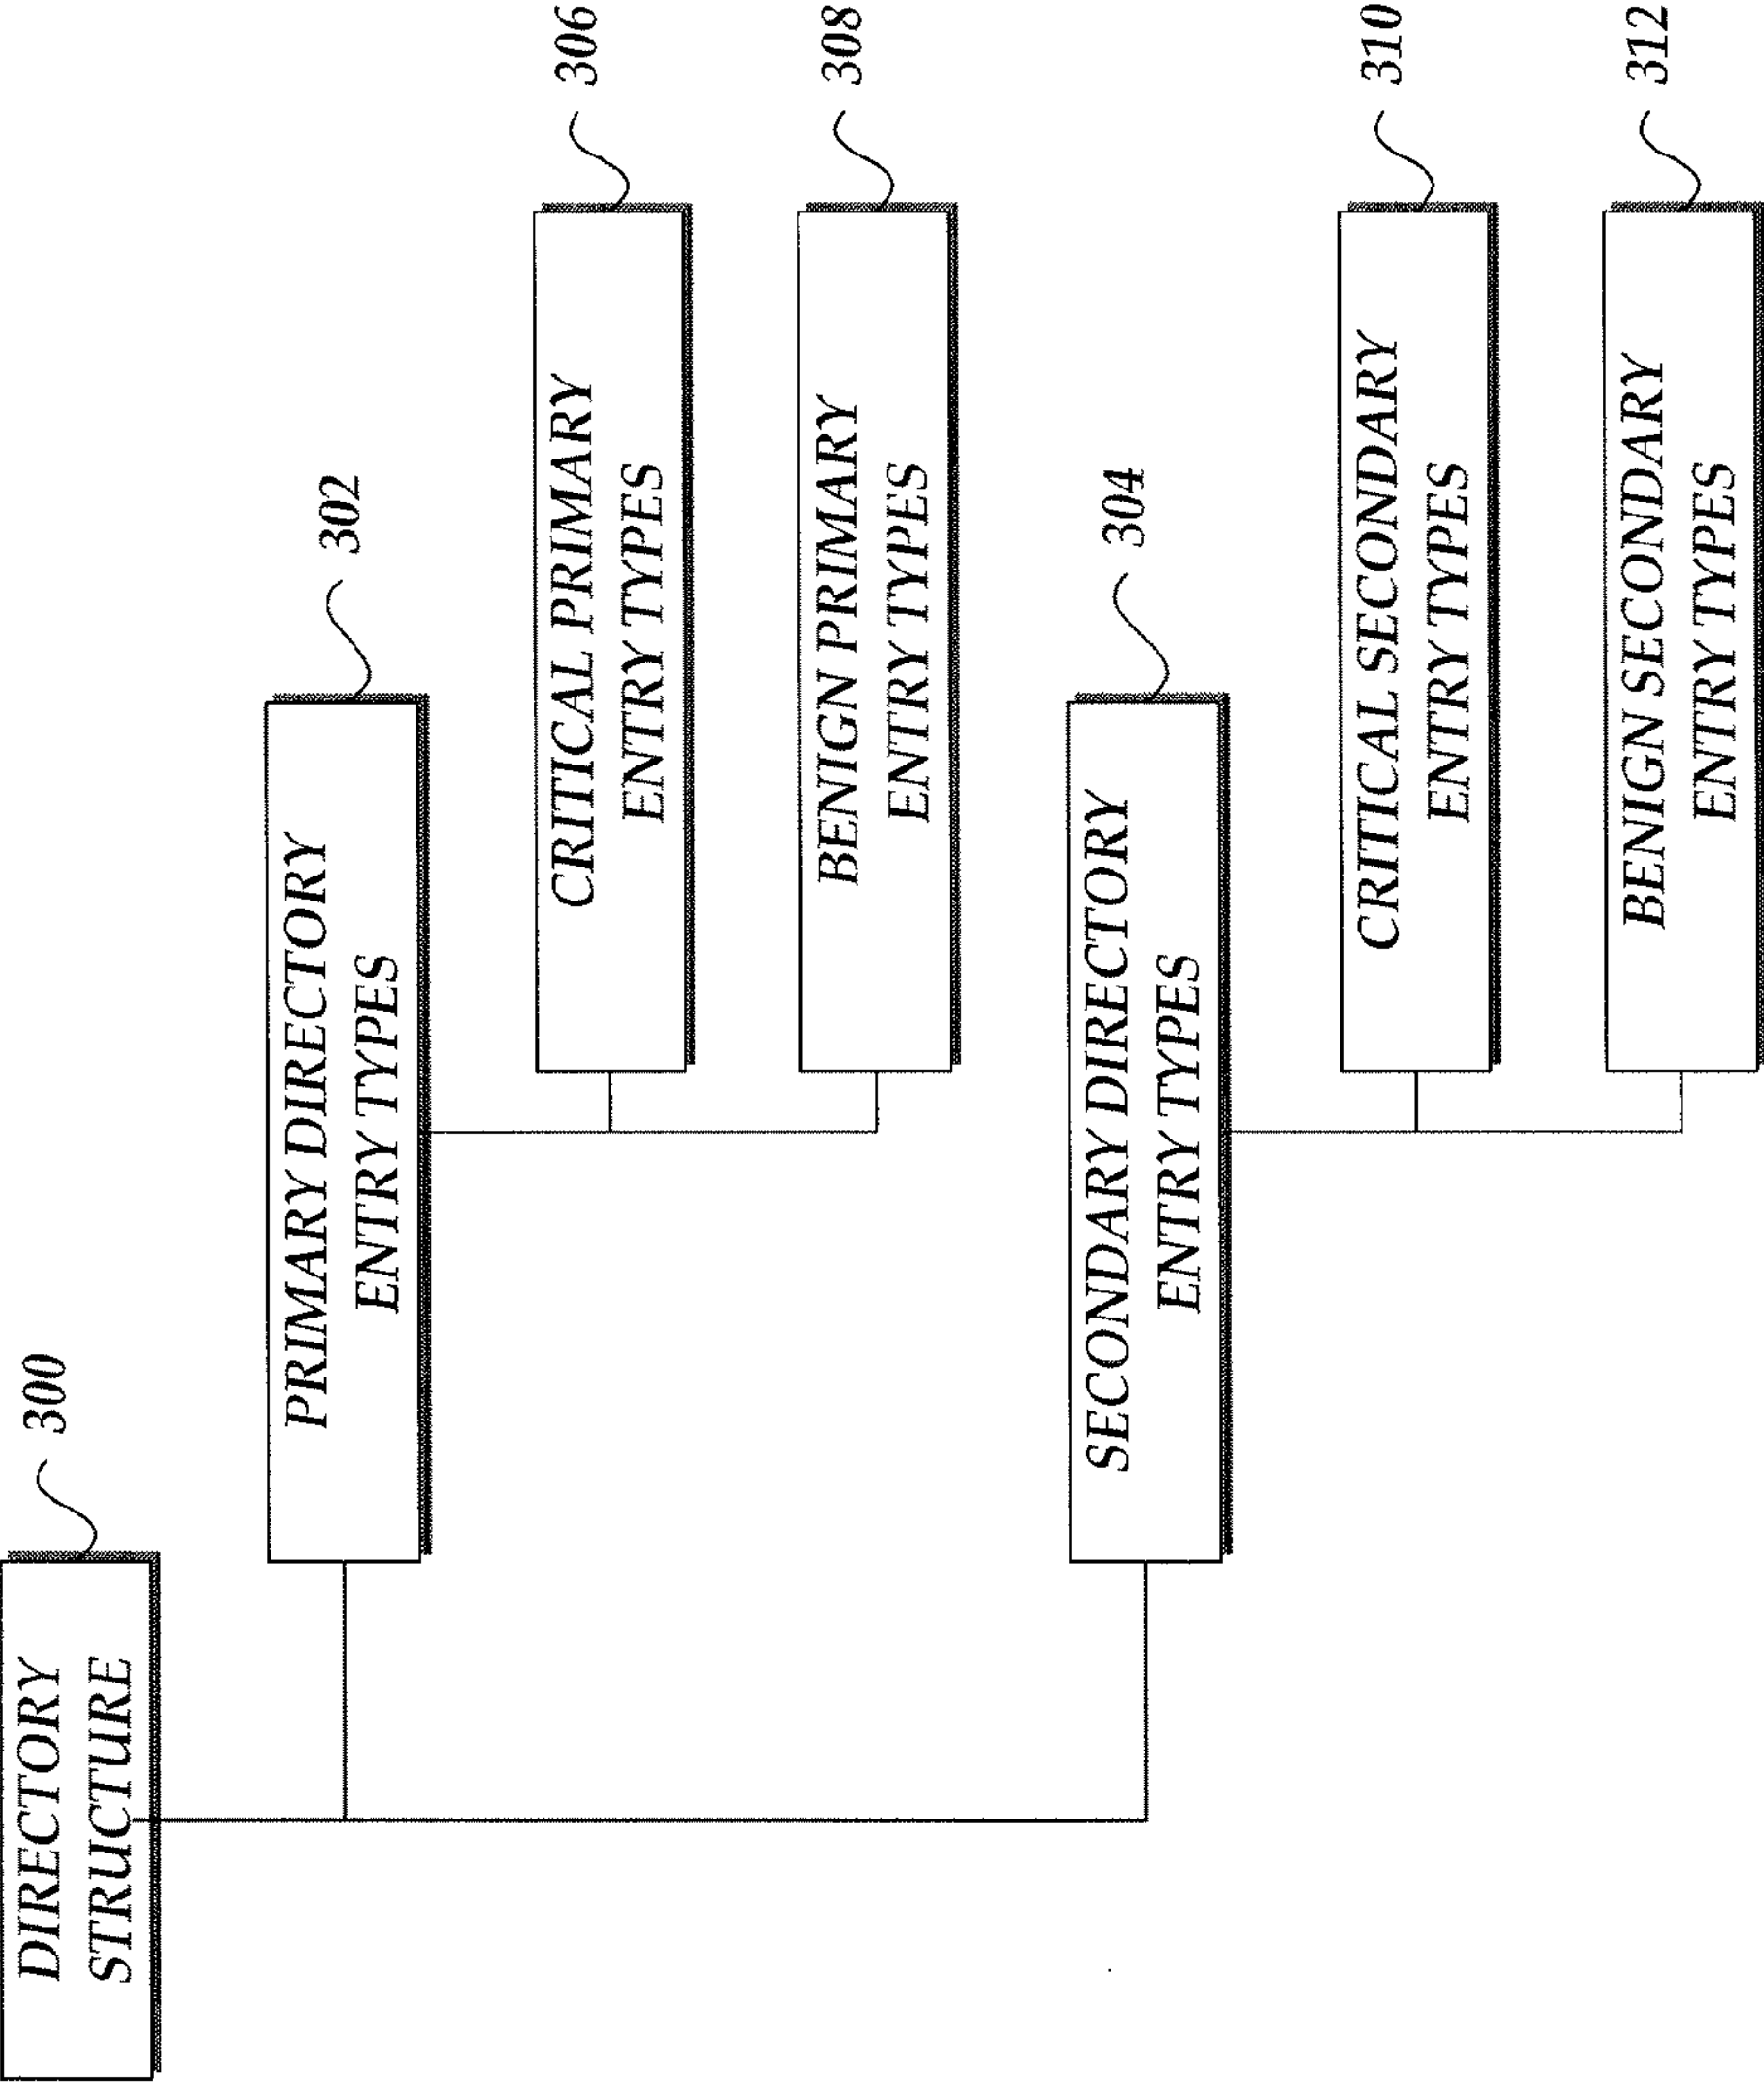 DIRECTORY
STRUCTURE
300
PRIMARY DIRECTORY
ENTRY TYPES
302
CRITICAL PRIMARY
ENTRY TYPES
306
BENIGN PRIMARY
ENTRY TYPES
308
SECONDARY DIRECTORY
ENTRY TYPES
304
CRITICAL SECONDARY
ENTRY TYPES
310
BENIGN SECONDARY
ENTRY TYPES
312